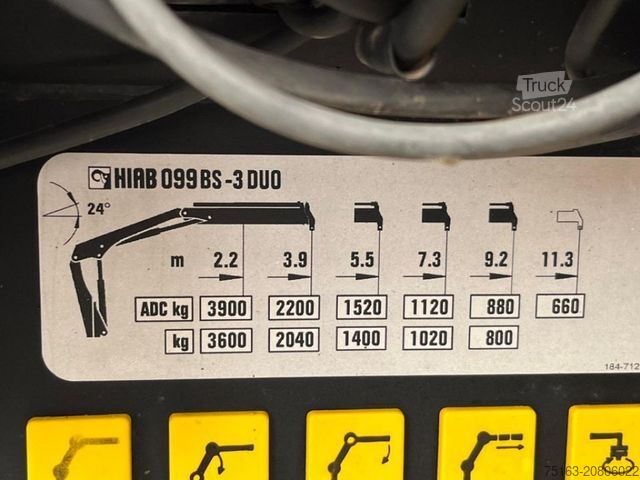 Truck
Scout24
HIAB 099 BS-3 DUO
24°
m 2.2 3.9 5.5 7.3 9.2 11.3
ADC kg 3900 2200 1520 1120 880 660
kg 3600 2040 1400 1020 800
184-712
75163-20806022